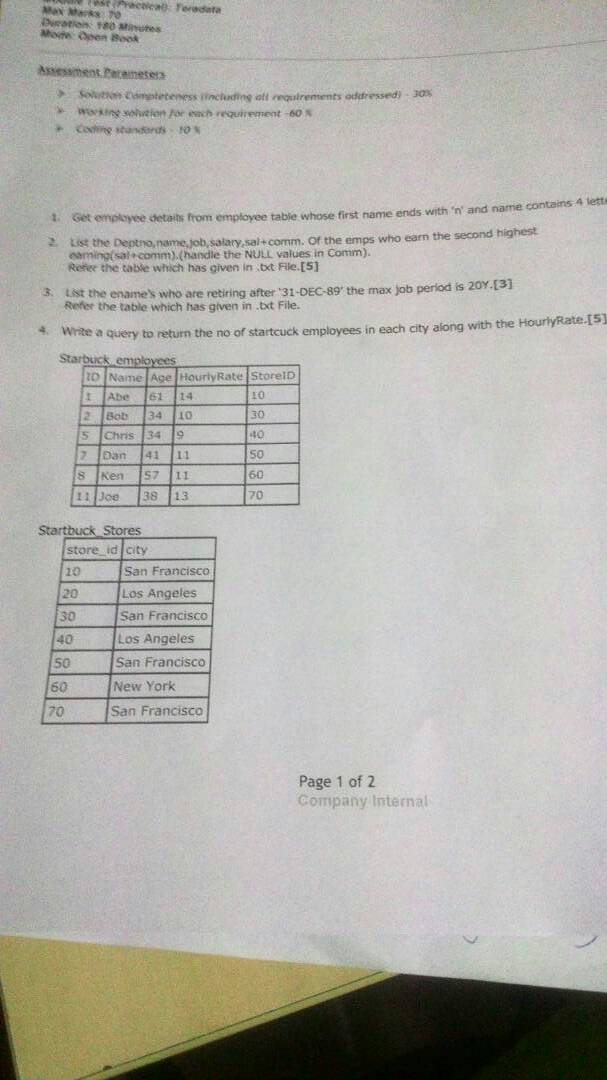 Test (Practical): Teradata
Max Marks: 70
Duration: 180 Minutes
Mode: Open Book
Assessment Parameters
➢ Solution Completeness (including all requirements addressed) - 30%
➢ Working solution for each requirement -60 %
➢ Coding standards - 10 %
1. Get employee details from employee table whose first name ends with 'n' and name contains 4
2. List the Deptno,name,job,salary,sal+comm. Of the emps who earn the second highest
earning(sal+comm).(handle the NULL values in Comm).
Refer the table which has given in .txt File.[5]
3. List the ename's who are retiring after '31-DEC-89' the max job period is 20Y.[3]
Refer the table which has given in .txt File.
4. Write a query to return the no of startcuck employees in each city along with the HourlyRate.[5]
Starbuck_employees
ID Name Age HourlyRate StoreID
1 Abe 61 14 10
2 Bob 34 10 30
5 Chris 34 9 40
7 Dan 41 11 50
8 Ken 57 11 60
11 Joe 38 13 70
Startbuck_Stores
store_id city
10 San Francisco
20 Los Angeles
30 San Francisco
40 Los Angeles
50 San Francisco
60 New York
70 San Francisco
Page 1 of 2
Company Internal